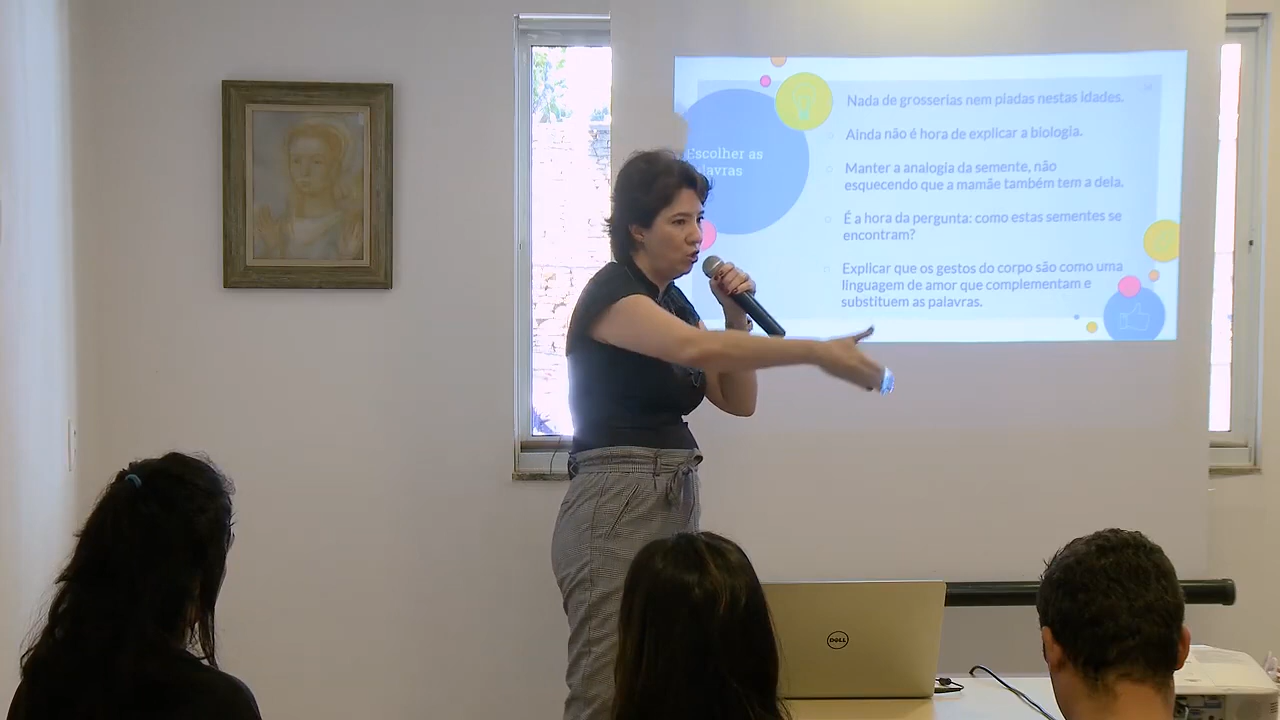 Escolher as
Nada de grosserias nem piadas nestas idades.
Ainda não é hora de explicar a biologia.
Manter a analogia da semente, não
esquecendo que a mamãe também tem a dela.
É a hora da pergunta: como estas sementes se
encontram?
Explicar que os gestos do corpo são como uma
linguagem de amor que complementam e
substituem as palavras.
DELL